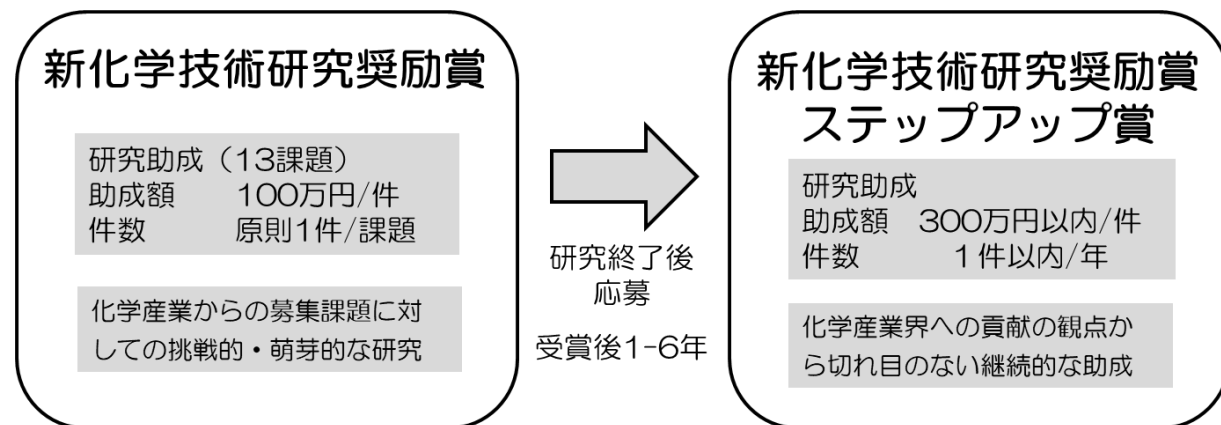 新化学技術研究奨励賞
研究助成（13課題）
助成額　　100万円/件
件数　　　原則1件/課題
化学産業からの募集課題に対
しての挑戦的・萌芽的な研究
研究終了後
応募
受賞後1-6年
新化学技術研究奨励賞
ステップアップ賞
研究助成
助成額　300万円以内/件
件数　　　１件以内/年
化学産業界への貢献の観点か
ら切れ目のない継続的な助成